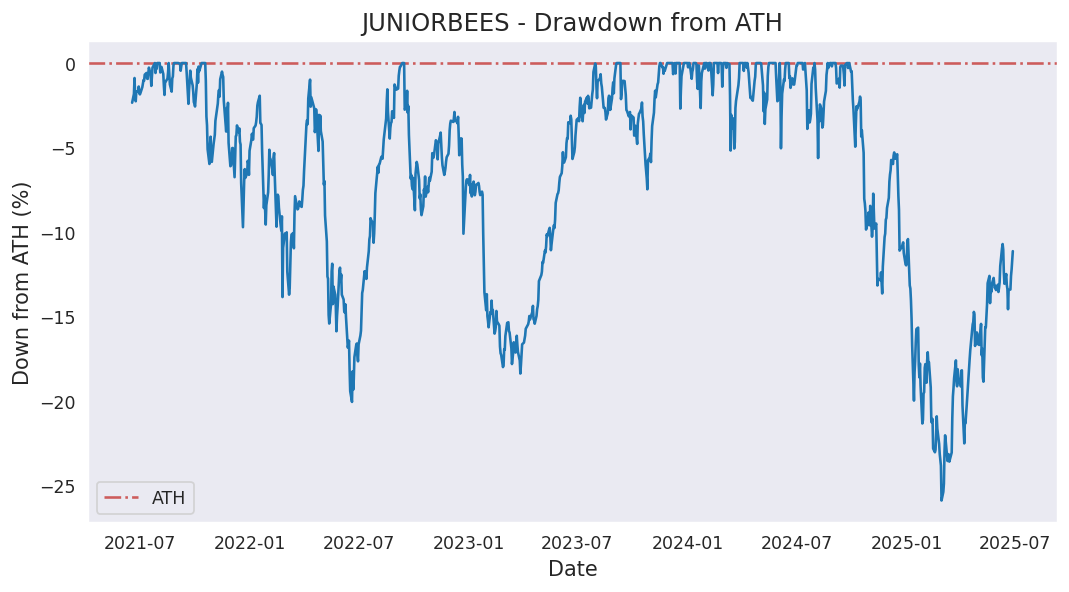 JUNIORBEES - Drawdown from ATH
Down from ATH (%)
0
−5
−10
−15
−20
−25
ATH
2021-07 2022-01 2022-07 2023-01 2023-07 2024-01 2024-07 2025-01 2025-07
Date